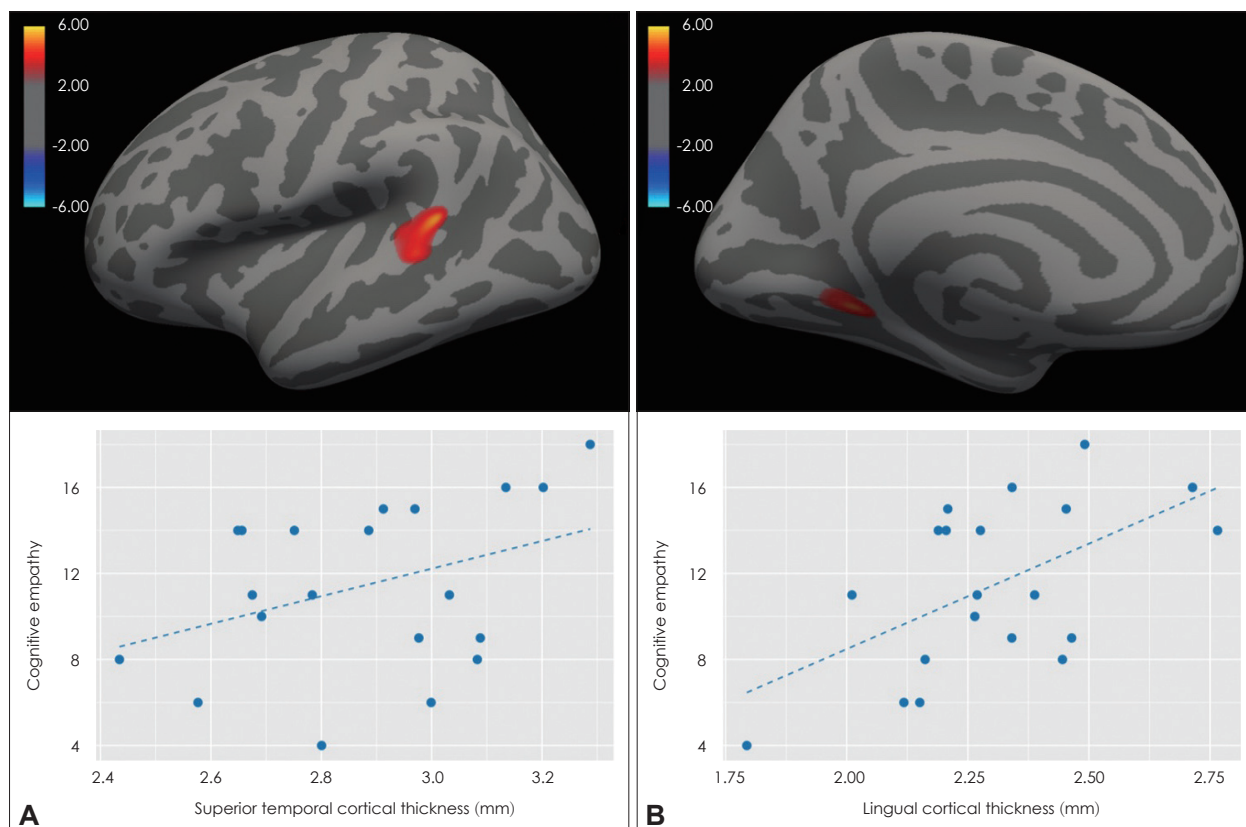 6.00
2.00
-2.00
-6.00
6.00
2.00
-2.00
-6.00
Cognitive empathy
16
12
8
4
2.4 2.6 2.8 3.0 3.2
Superior temporal cortical thickness (mm)
A
Cognitive empathy
16
12
8
4
1.75 2.00 2.25 2.50 2.75
Lingual cortical thickness (mm)
B